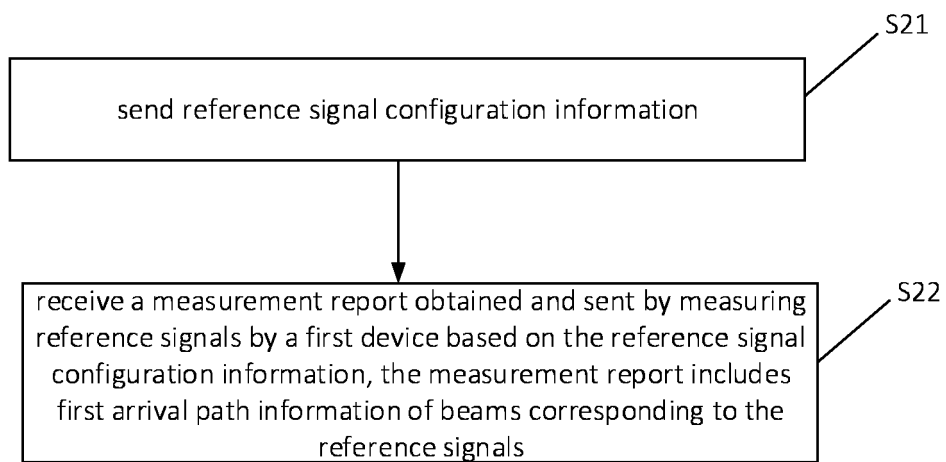 S21
send reference signal configuration information
S22
receive a measurement report obtained and sent by measuring
reference signals by a first device based on the reference signal
configuration information, the measurement report includes
first arrival path information of beams corresponding to the
reference signals